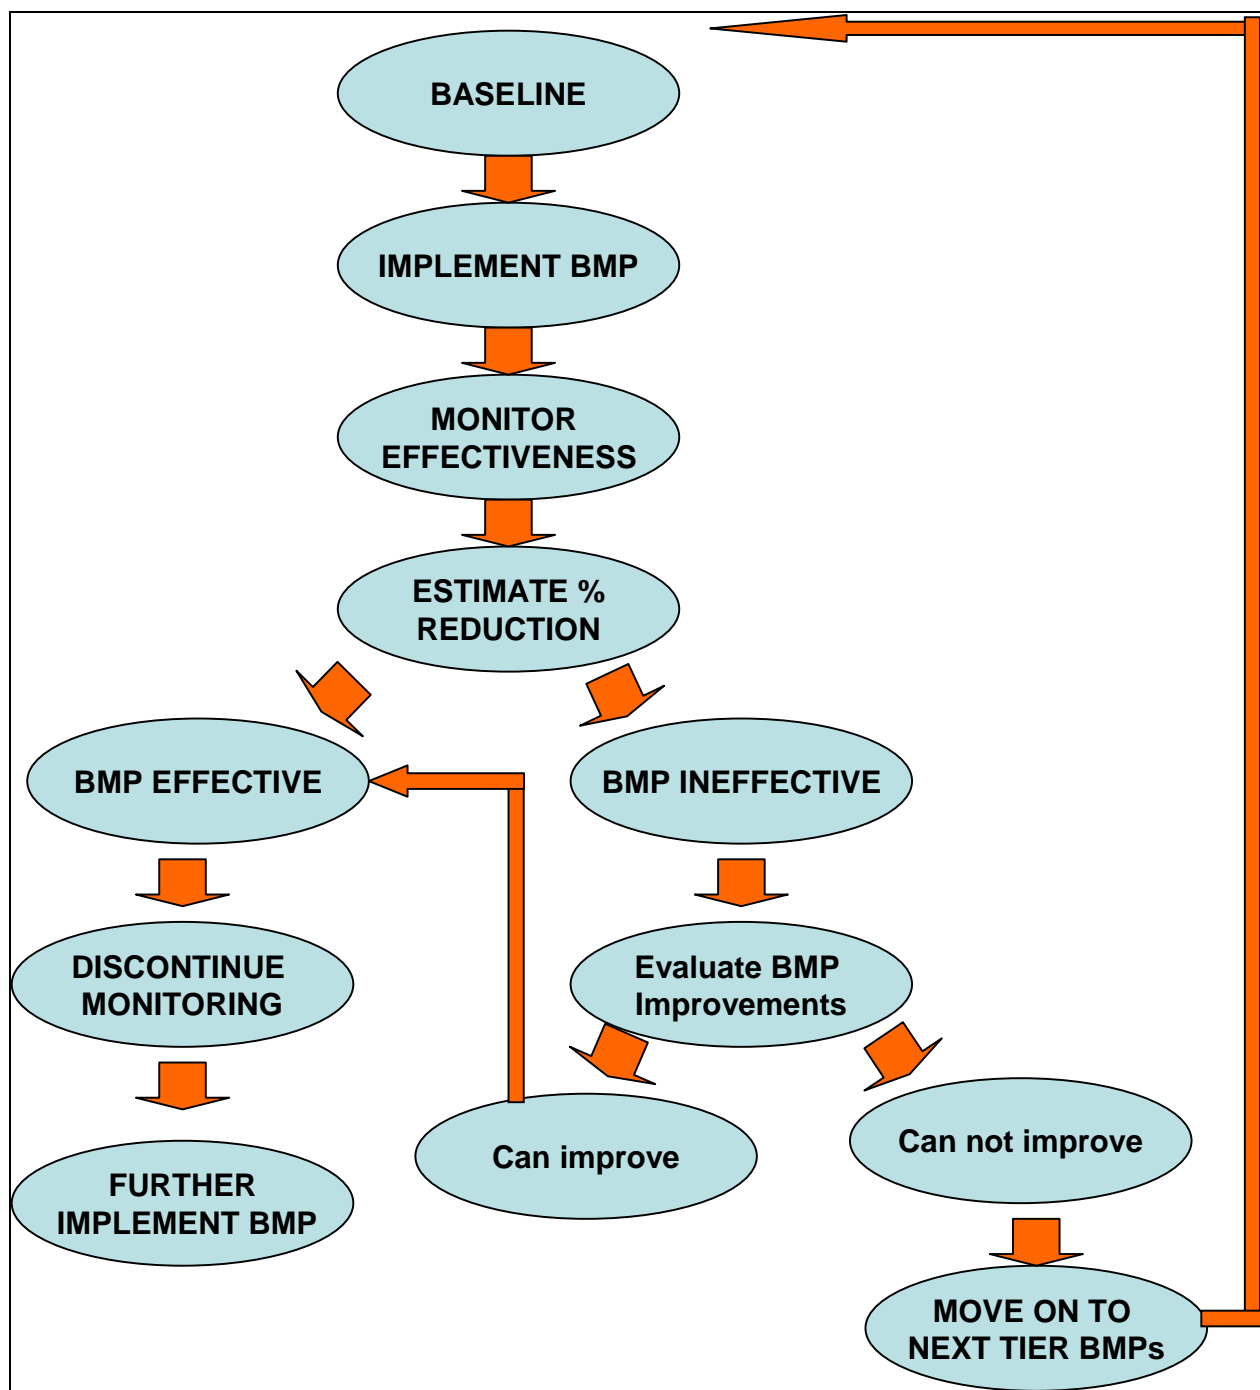 BASELINE
IMPLEMENT BMP
MONITOR
EFFECTIVENESS
ESTIMATE %
REDUCTION
BMP EFFECTIVE
BMP INEFFECTIVE
DISCONTINUE
MONITORING
Evaluate BMP
Improvements
Can improve
Can not improve
FURTHER
IMPLEMENT BMP
MOVE ON TO
NEXT TIER BMPs